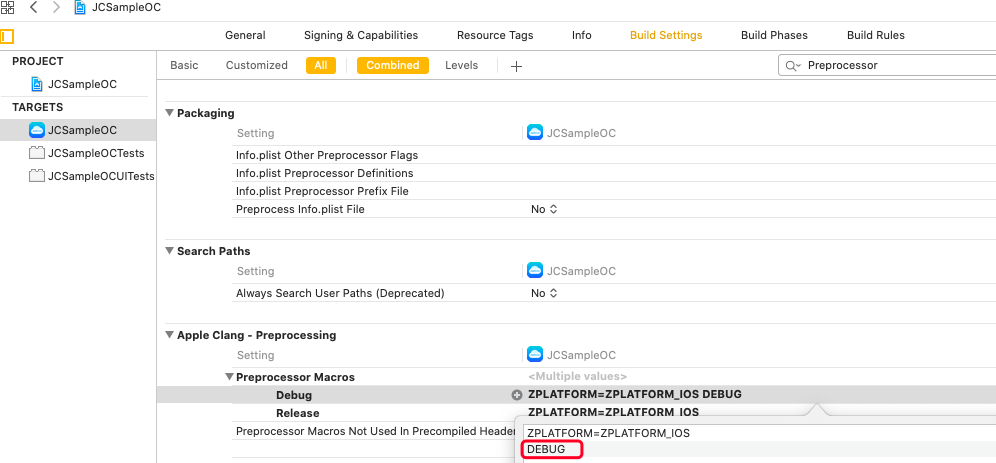 JCSampleOC
General Signing & Capabilities Resource Tags Info Build Settings Build Phases Build Rules
PROJECT
JCSampleOC
TARGETS
JCSampleOC
JCSampleOCTests
JCSampleOCUITests
Basic Customized All Combined Levels + Preprocessor
Packaging
Setting JCSampleOC
Info.plist Other Preprocessor Flags
Info.plist Preprocessor Definitions
Info.plist Preprocessor Prefix File
Preprocess Info.plist File No
Search Paths
Setting JCSampleOC
Always Search User Paths (Deprecated) No
Apple Clang - Preprocessing
Setting JCSampleOC
Preprocessor Macros <Multiple values>
Debug ZPLATFORM=ZPLATFORM_IOS DEBUG
Release ZPLATFORM=ZPLATFORM_IOS
Preprocessor Macros Not Used In Precompiled Header
ZPLATFORM=ZPLATFORM_IOS
DEBUG